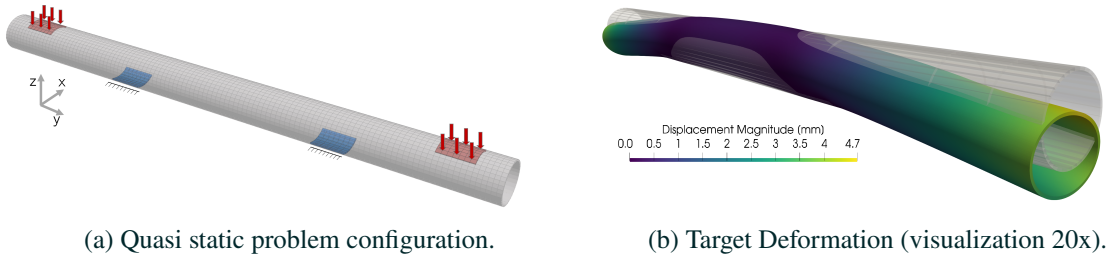 z
x
y
Displacement Magnitude (mm)
0.0 0.5 1 1.5 2 2.5 3 3.5 4 4.7
(a) Quasi static problem configuration.
(b) Target Deformation (visualization 20x).